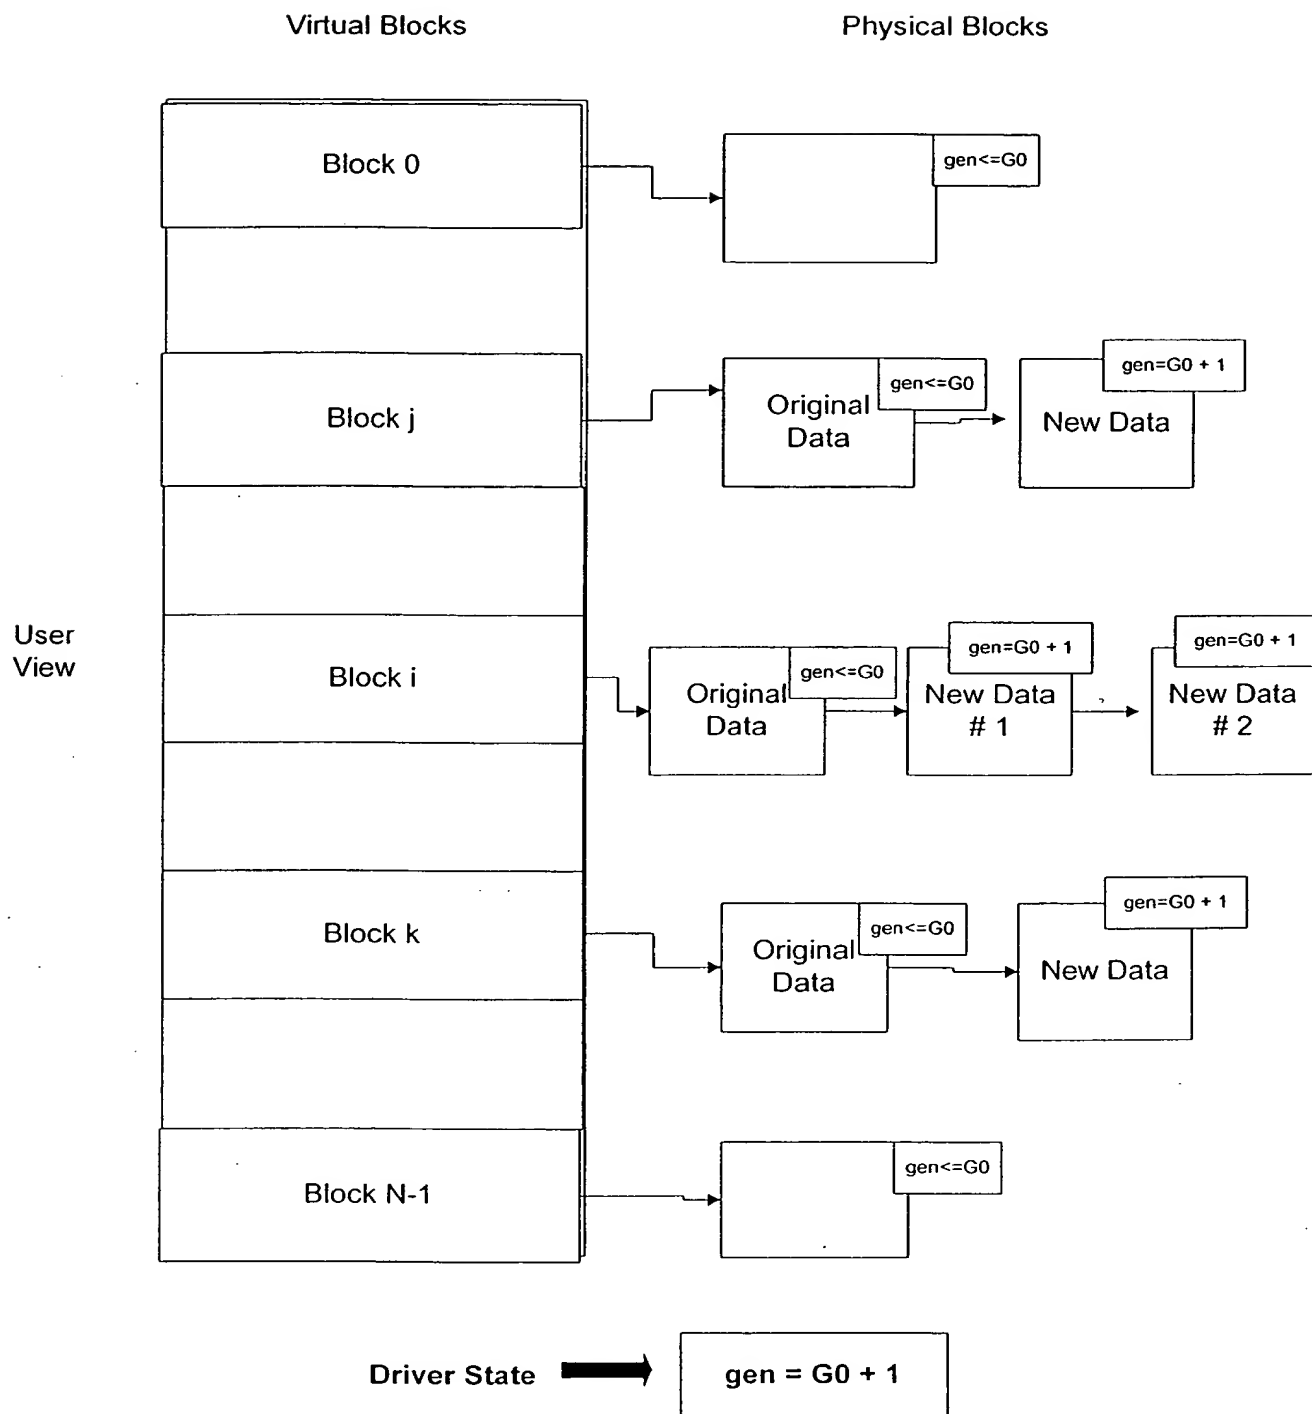 Virtual Blocks
Physical Blocks
Block 0
gen<=G0
Block j
Original
Data
gen<=G0
New Data
gen=G0 + 1
User
View
Block i
Original
Data
gen<=G0
New Data
# 1
gen=G0 + 1
New Data
# 2
gen=G0 + 1
Block k
Original
Data
gen<=G0
New Data
gen=G0 + 1
Block N-1
gen<=G0
Driver State
gen = G0 + 1